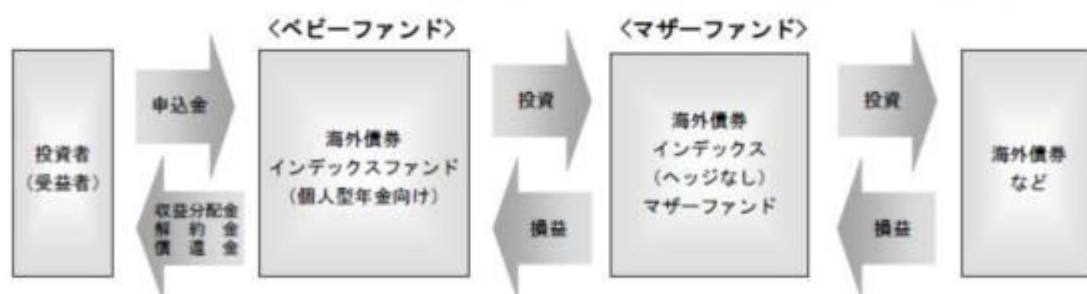 〈ベビーファンド〉
〈マザーファンド〉
投資者
(受益者)
申込金
収益分配金
解約金
償還金
海外債券
インデックスファンド
(個人型年金向け)
投資
損益
海外債券
インデックス
(ヘッジなし)
マザーファンド
投資
損益
海外債券
など